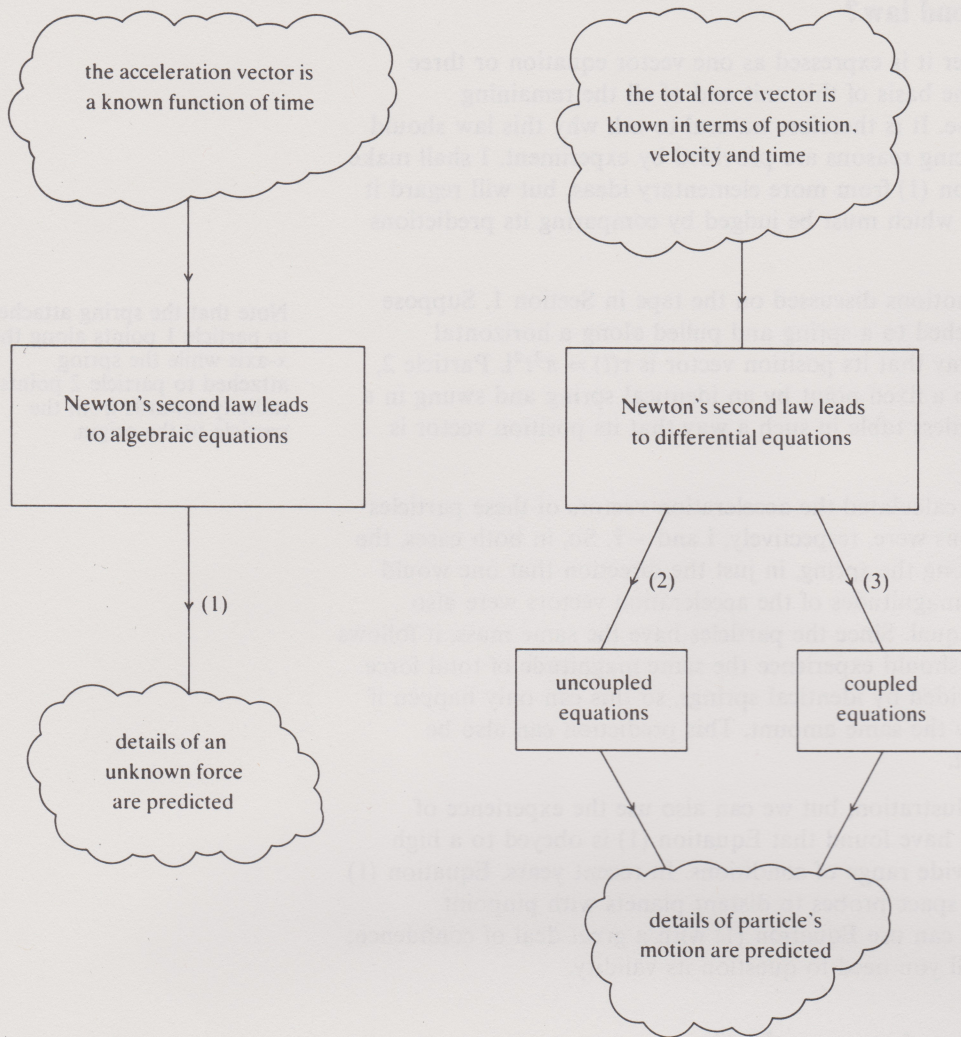 the acceleration vector is
a known function of time
Newton's second law leads
to algebraic equations
(1)
details of an
unknown force
are predicted
the total force vector is
known in terms of position,
velocity and time
Newton's second law leads
to differential equations
(2)
(3)
uncoupled
equations
coupled
equations
details of particle's
motion are predicted